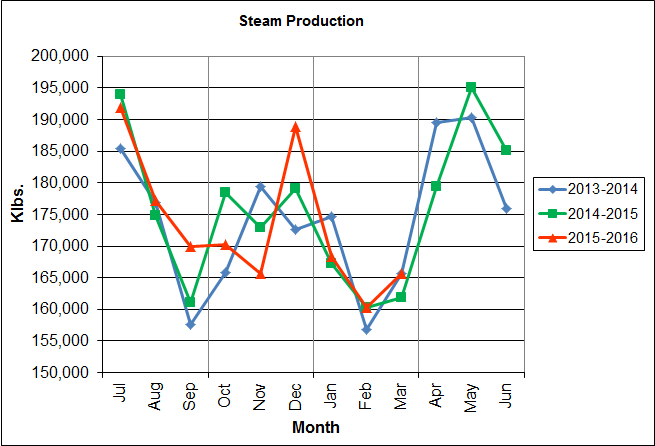 Steam Production
200,000
195,000
190,000
185,000
180,000
175,000
170,000
165,000
160,000
155,000
150,000
Klbs.
Jul
Aug
Sep
Oct
Nov
Dec
Jan
Feb
Mar
Apr
May
Jun
Month
2013-2014
2014-2015
2015-2016